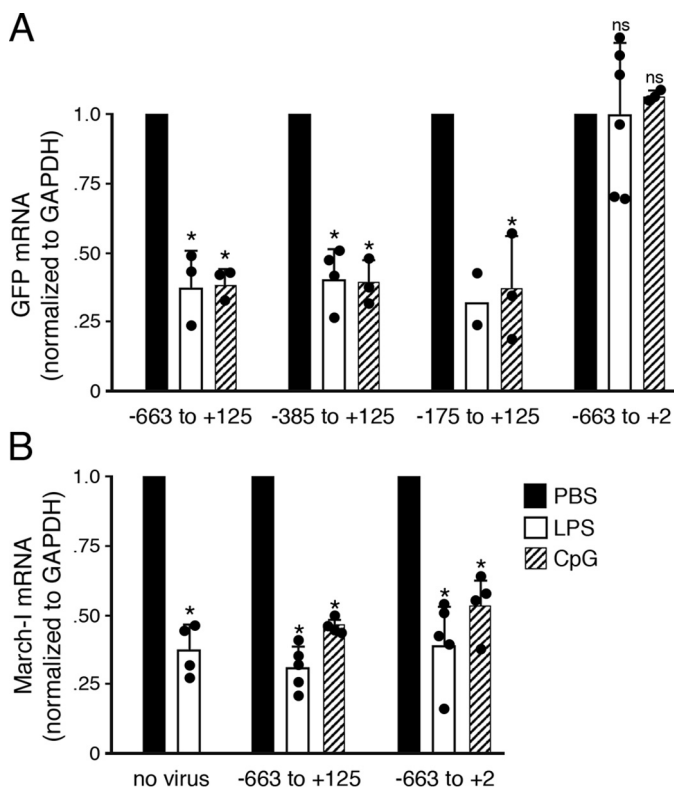 A
GFP mRNA
(normalized to GAPDH)
1.0
.75
.50
.25
0
* * * * * ns ns
-663 to +125 -385 to +125 -175 to +125 -663 to +2
B
March-I mRNA
(normalized to GAPDH)
1.0
.75
.50
.25
0
* * * * *
no virus -663 to +125 -663 to +2
PBS
LPS
CpG